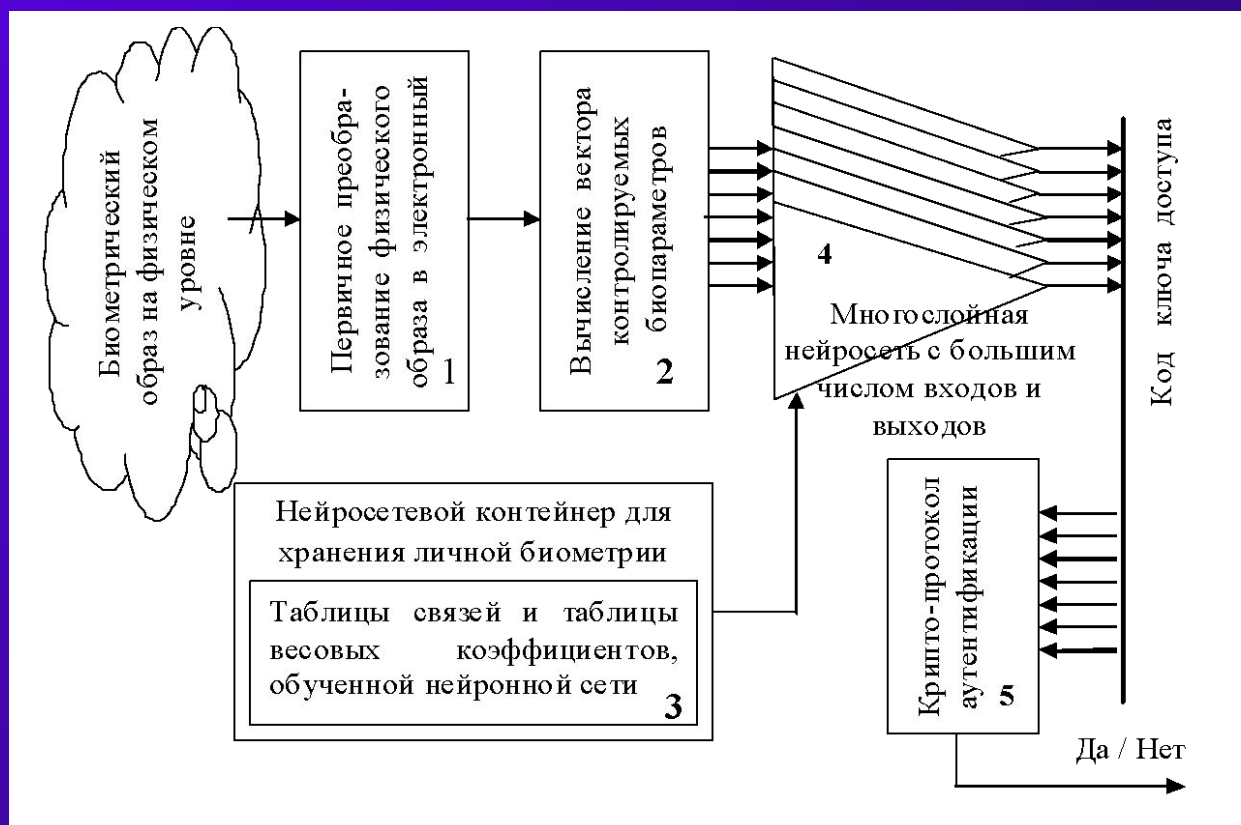 Биометрический
образ на физическом
уровне
Первичное преобра-
зование физического
образа в электронный
1
Вычисление вектора
контролируемых
биопараметров
2
4
Многослойная
нейросеть с большим
числом входов и
выходов
Код ключа доступа
Нейросетевой контейнер для
хранения личной биометрии
Таблицы связей и таблицы
весовых коэффициентов,
обученной нейронной сети
3
Крипто-протокол
аутентификации
5
Да / Нет